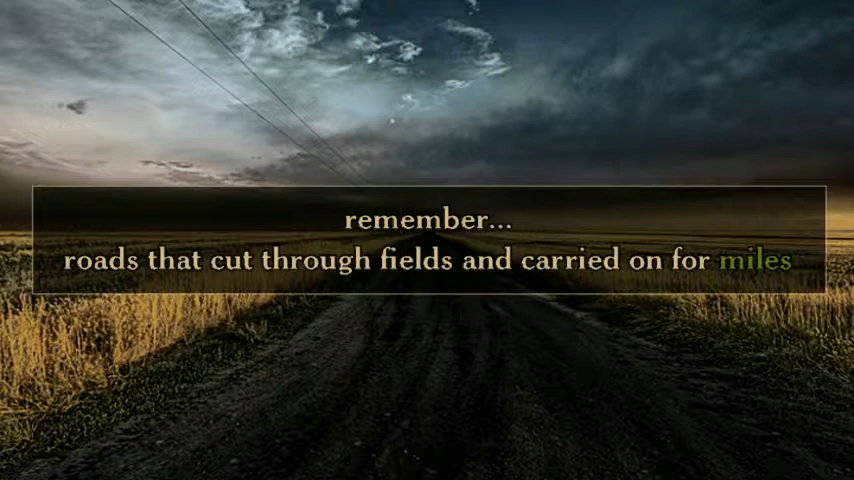 remember...
roads that cut through fields and carried on for miles